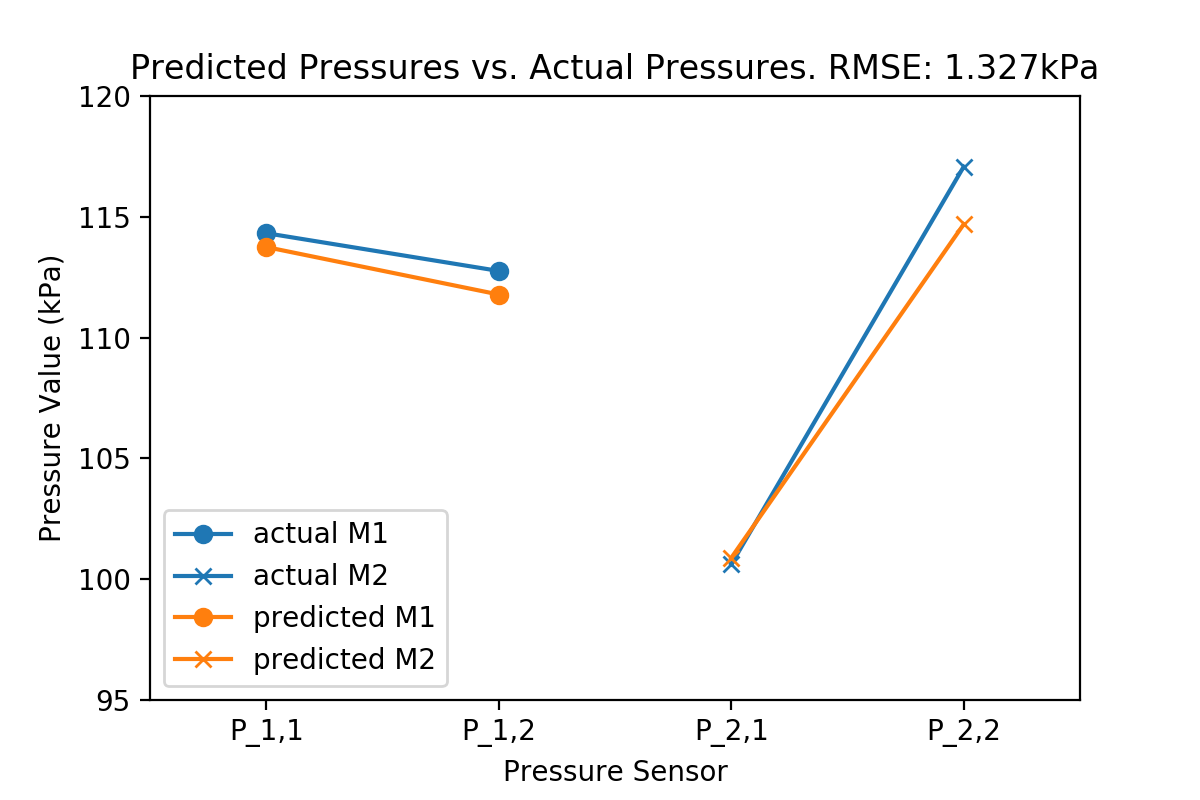 Predicted Pressures vs. Actual Pressures. RMSE: 1.327kPa
120
115
110
105
100
95
Pressure Value (kPa)
actual M1
actual M2
predicted M1
predicted M2
P_1,1
P_1,2
P_2,1
P_2,2
Pressure Sensor